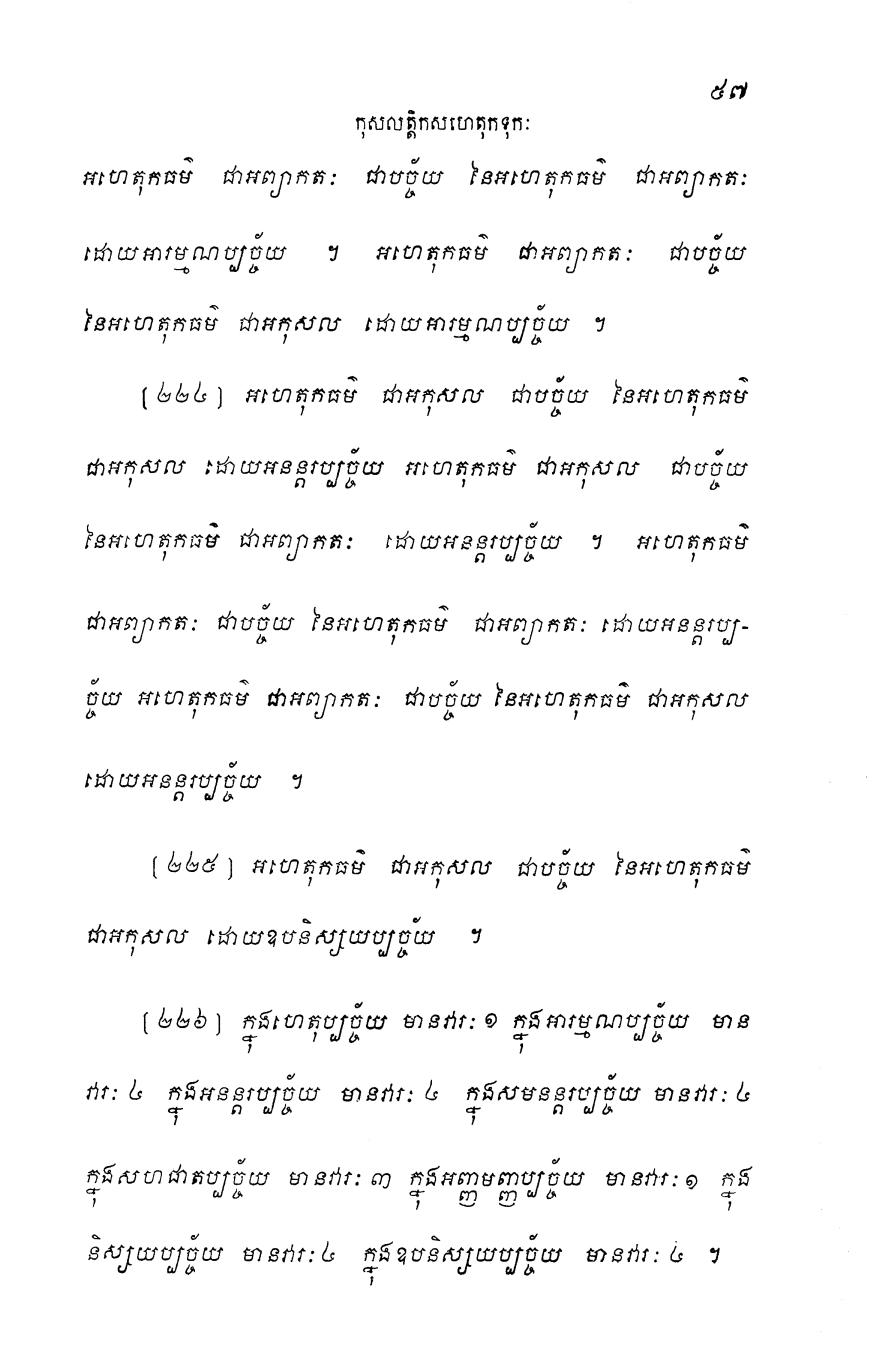 ៥៧
កុសលត្តិកសហេតុកទុកៈ
អហេតុកធម៌ ជាអព្យាកតៈ ជាបច្ច័យ នៃអហេតុកធម៌ ជាអព្យាកតៈ
ដោយអារម្មណប្បច្ច័យ ។ អហេតុកធម៌ ជាអព្យាកតៈ ជាបច្ច័យ
នៃអហេតុកធម៌ ជាអកុសល ដោយអារម្មណប្បច្ច័យ ។
(២២៤) អហេតុកធម៌ ជាអកុសល ជាបច្ច័យ នៃអហេតុកធម៌
ជាអកុសល ដោយអនន្តរប្បច្ច័យ អហេតុកធម៌ ជាអកុសល ជាបច្ច័យ
នៃអហេតុកធម៌ ជាអព្យាកតៈ ដោយអនន្តរប្បច្ច័យ ។ អហេតុកធម៌
ជាអព្យាកតៈ ជាបច្ច័យ នៃអហេតុកធម៌ ជាអព្យាកតៈ ដោយអនន្តរប្ប-
ច្ច័យ អហេតុកធម៌ ជាអព្យាកតៈ ជាបច្ច័យ នៃអហេតុកធម៌ ជាអកុសល
ដោយអនន្តរប្បច្ច័យ ។
(២២៥) អហេតុកធម៌ ជាអកុសល ជាបច្ច័យ នៃអហេតុកធម៌
ជាអកុសល ដោយឧបនិស្សយប្បច្ច័យ ។
(២២៦) ក្នុងហេតុប្បច្ច័យ មានវារៈ ១ ក្នុងអារម្មណប្បច្ច័យ មាន
វារៈ ៤ ក្នុងអនន្តរប្បច្ច័យ មានវារៈ ៤ ក្នុងសមនន្តរប្បច្ច័យ មានវារៈ ៤
ក្នុងសហជាតប្បច្ច័យ មានវារៈ ៣ ក្នុងអញ្ញមញ្ញប្បច្ច័យ មានវារៈ ១ ក្នុង
និស្សយប្បច្ច័យ មានវារៈ ៤ ក្នុងឧបនិស្សយប្បច្ច័យ មានវារៈ ៤ ។